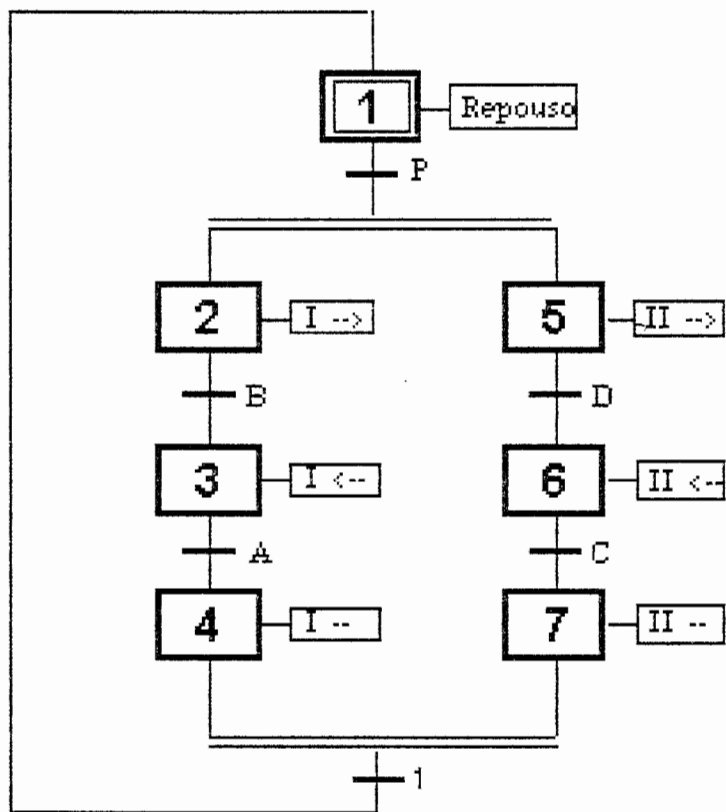 1 Repouso
P
2 I --> 5 II -->
B D
3 I <-- 6 II <--
A C
4 I -- 7 II --
1